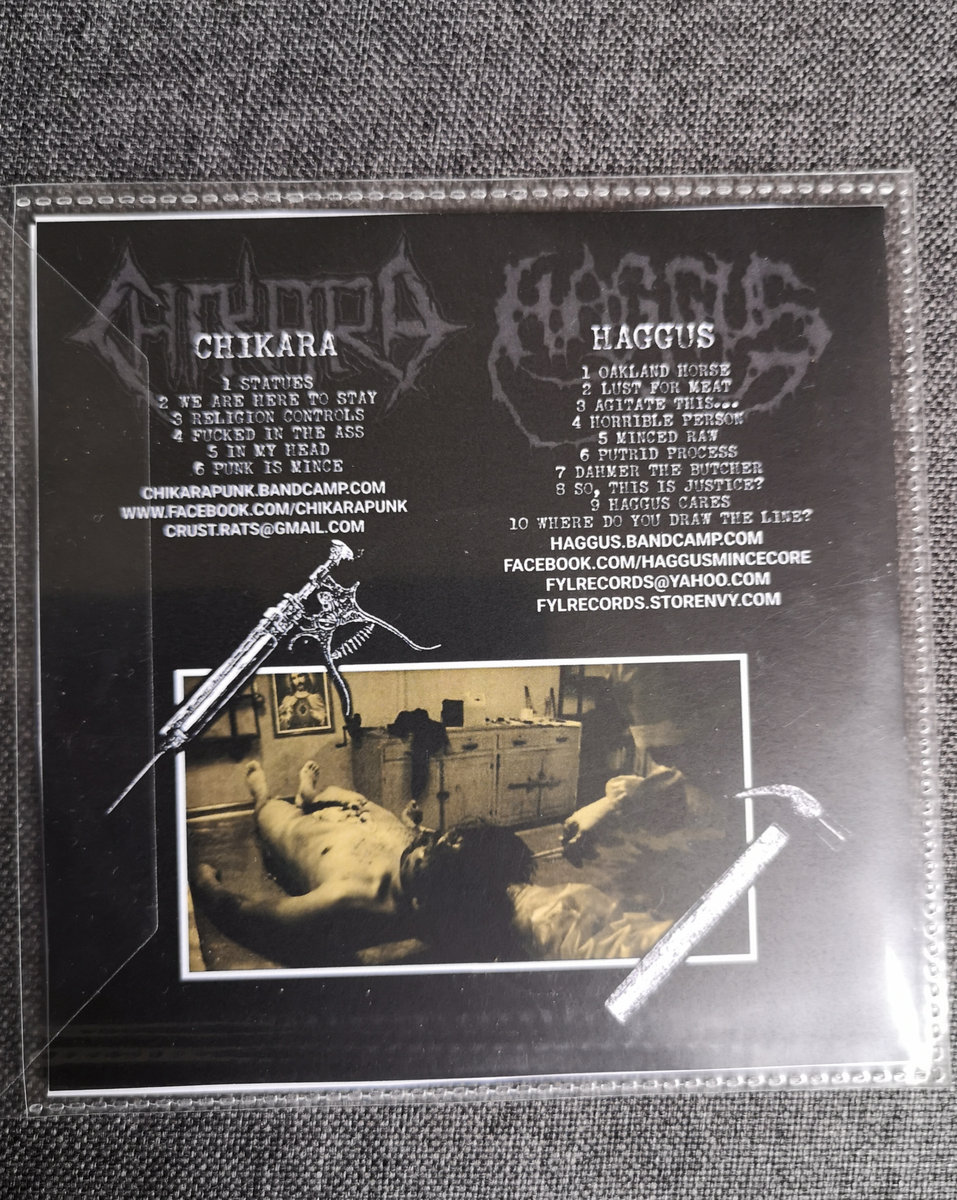 CHIKARA
CHIKARA
1 STATUES
2 WE ARE HERE TO STAY
3 RELIGION CONTROLS
4 FUCKED IN THE ASS
5 IN MY HEAD
6 PUNK IS MINCE
CHIKARAPUNK.BANDCAMP.COM
WWW.FACEBOOK.COM/CHIKARAPUNK
CRUST.RATS@GMAIL.COM
HAGGUS
HAGGUS
1 OAKLAND HORSE
2 LUST FOR MEAT
3 AGITATE THIS...
4 HORRIBLE PERSON
5 MINCED RAW
6 PUTRID PROCESS
7 DAHMER THE BUTCHER
8 SO, THIS IS JUSTICE?
9 HAGGUS CARES
10 WHERE DO YOU DRAW THE LINE?
HAGGUS.BANDCAMP.COM
FACEBOOK.COM/HAGGUSMINCECORE
FYLRECORDS@YAHOO.COM
FYLRECORDS.STORENVY.COM